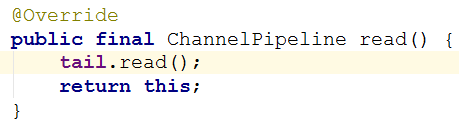 @Override
public final ChannelPipeline read() {
    tail.read();
    return this;
}